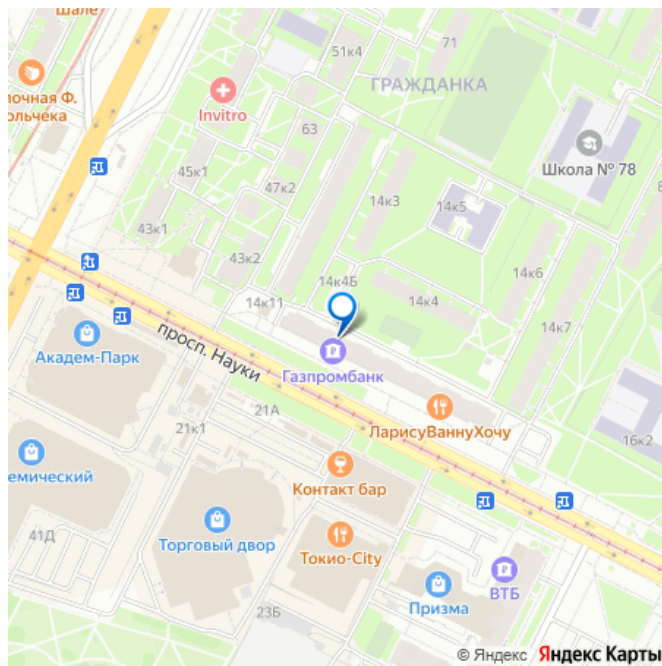 Шале
51к4
71
ГРАЖДАНКА
лочная Ф.
ольчека
Invitro
63
Школа № 78
45к1
47к2
14к3
14к5
43к1
43к2
14к4Б
14к6
14к11
14к4
14к7
Академ-Парк
просп. Науки
Газпромбанк
21А
21к1
ЛарисуВаннуХочу
16к2
емический
Контакт бар
41Д
Торговый двор
Токио-City
ВТБ
Призма
23Б
© Яндекс Яндекс Карты